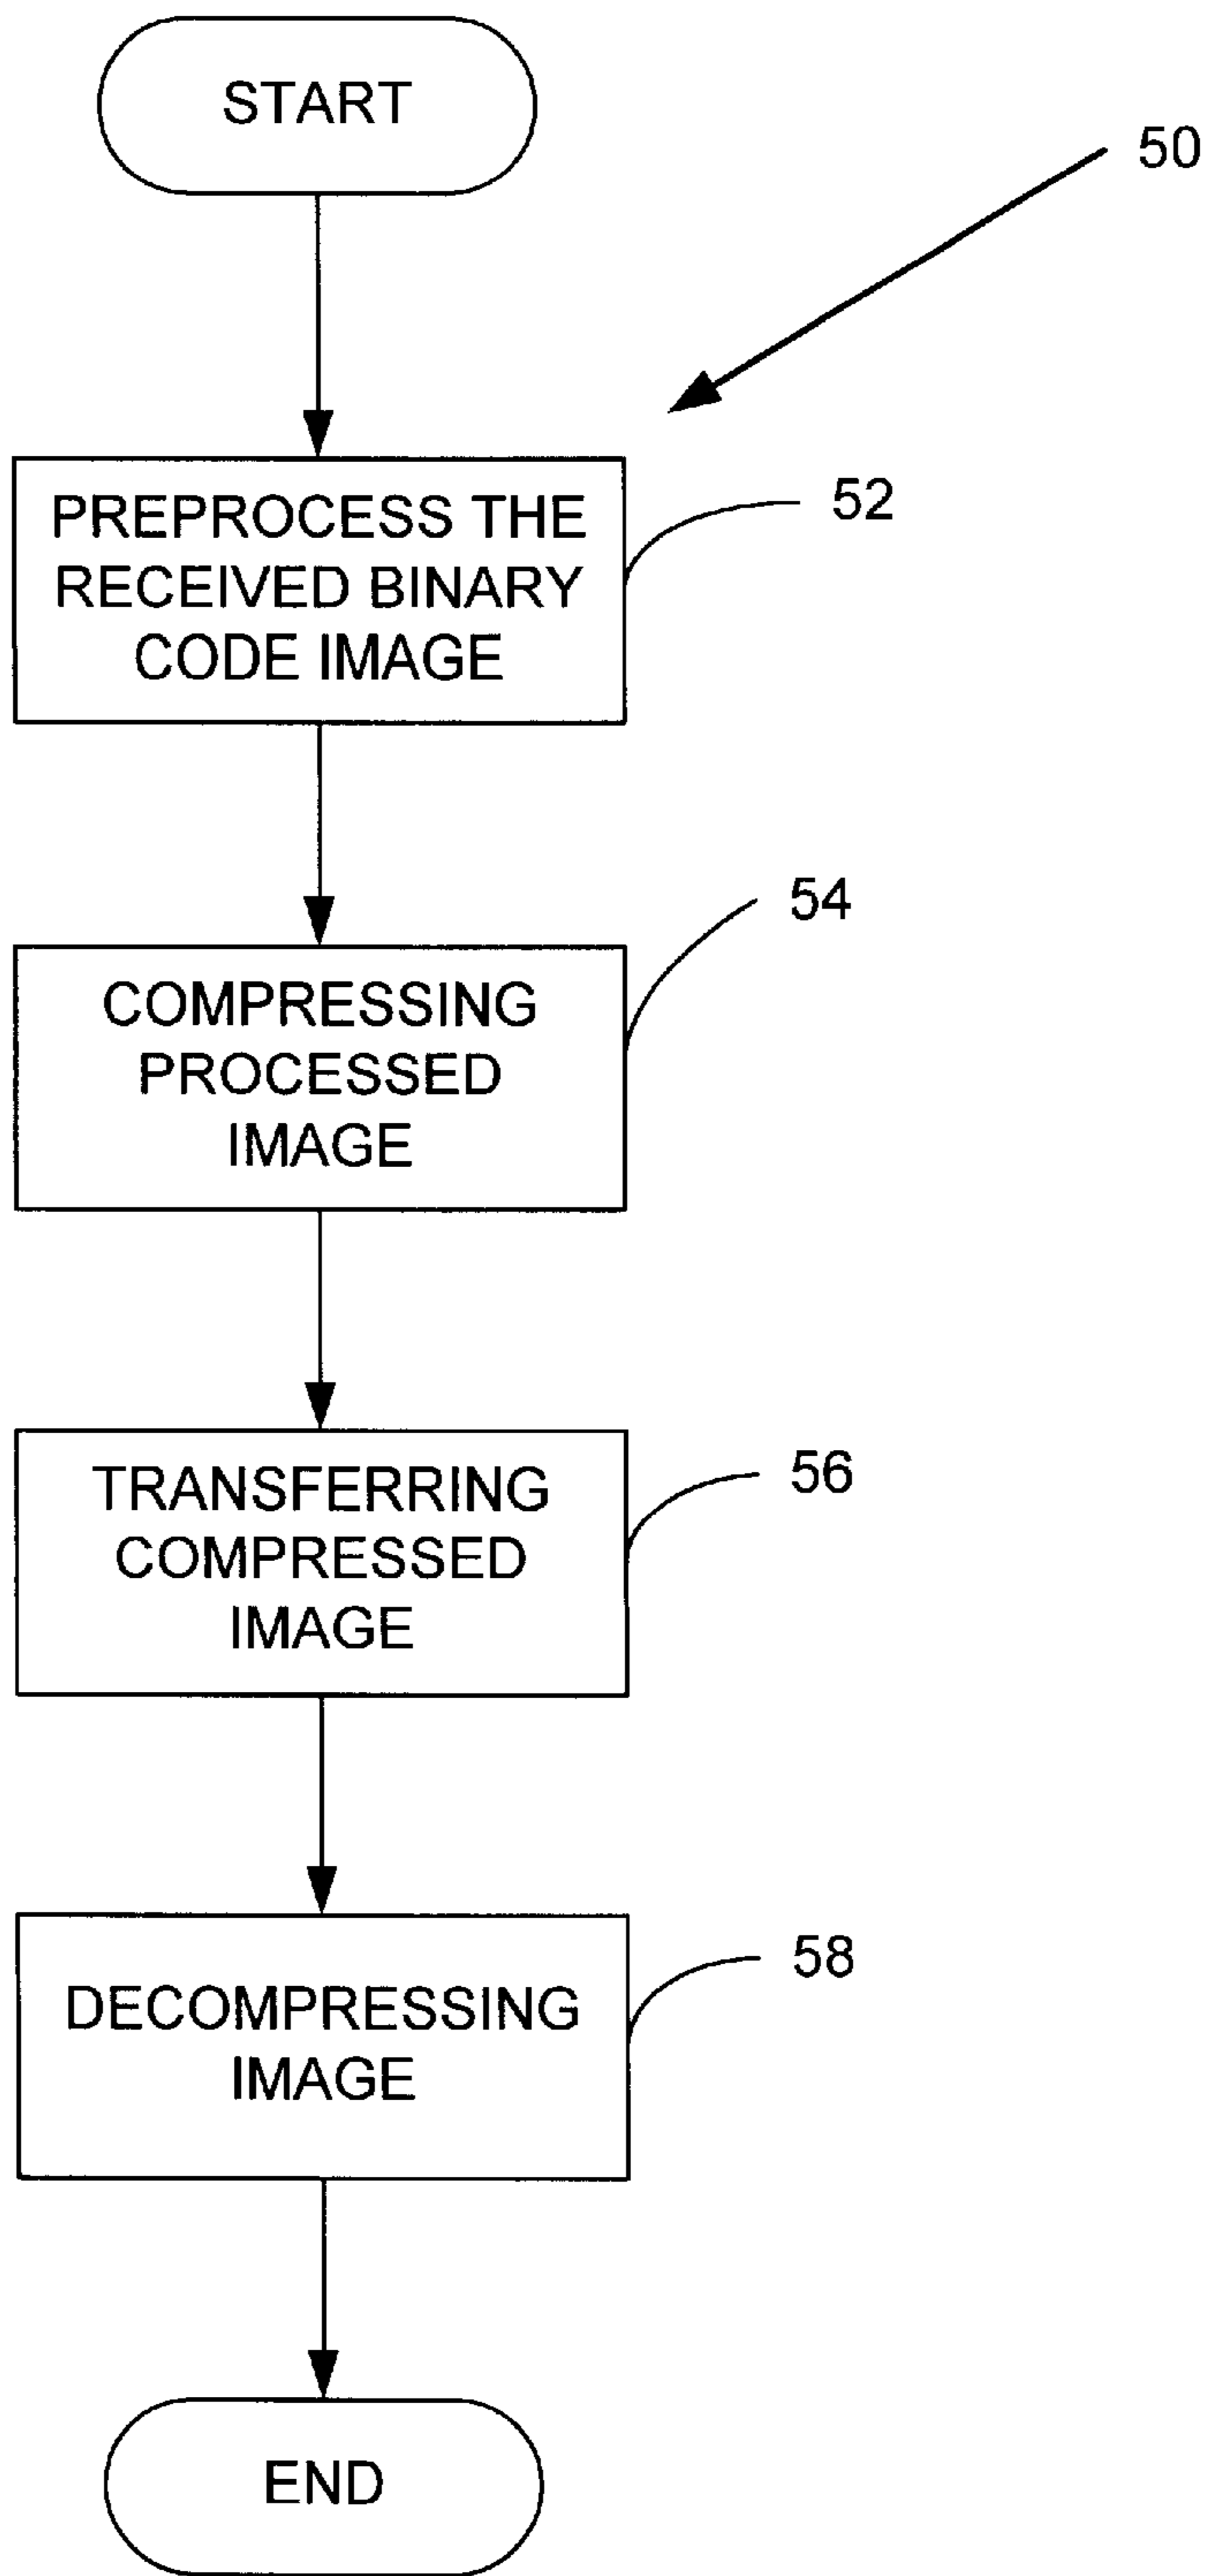 START
50
PREPROCESS THE
RECEIVED BINARY
CODE IMAGE
52
COMPRESSING
PROCESSED
IMAGE
54
TRANSFERRING
COMPRESSED
IMAGE
56
DECOMPRESSING
IMAGE
58
END